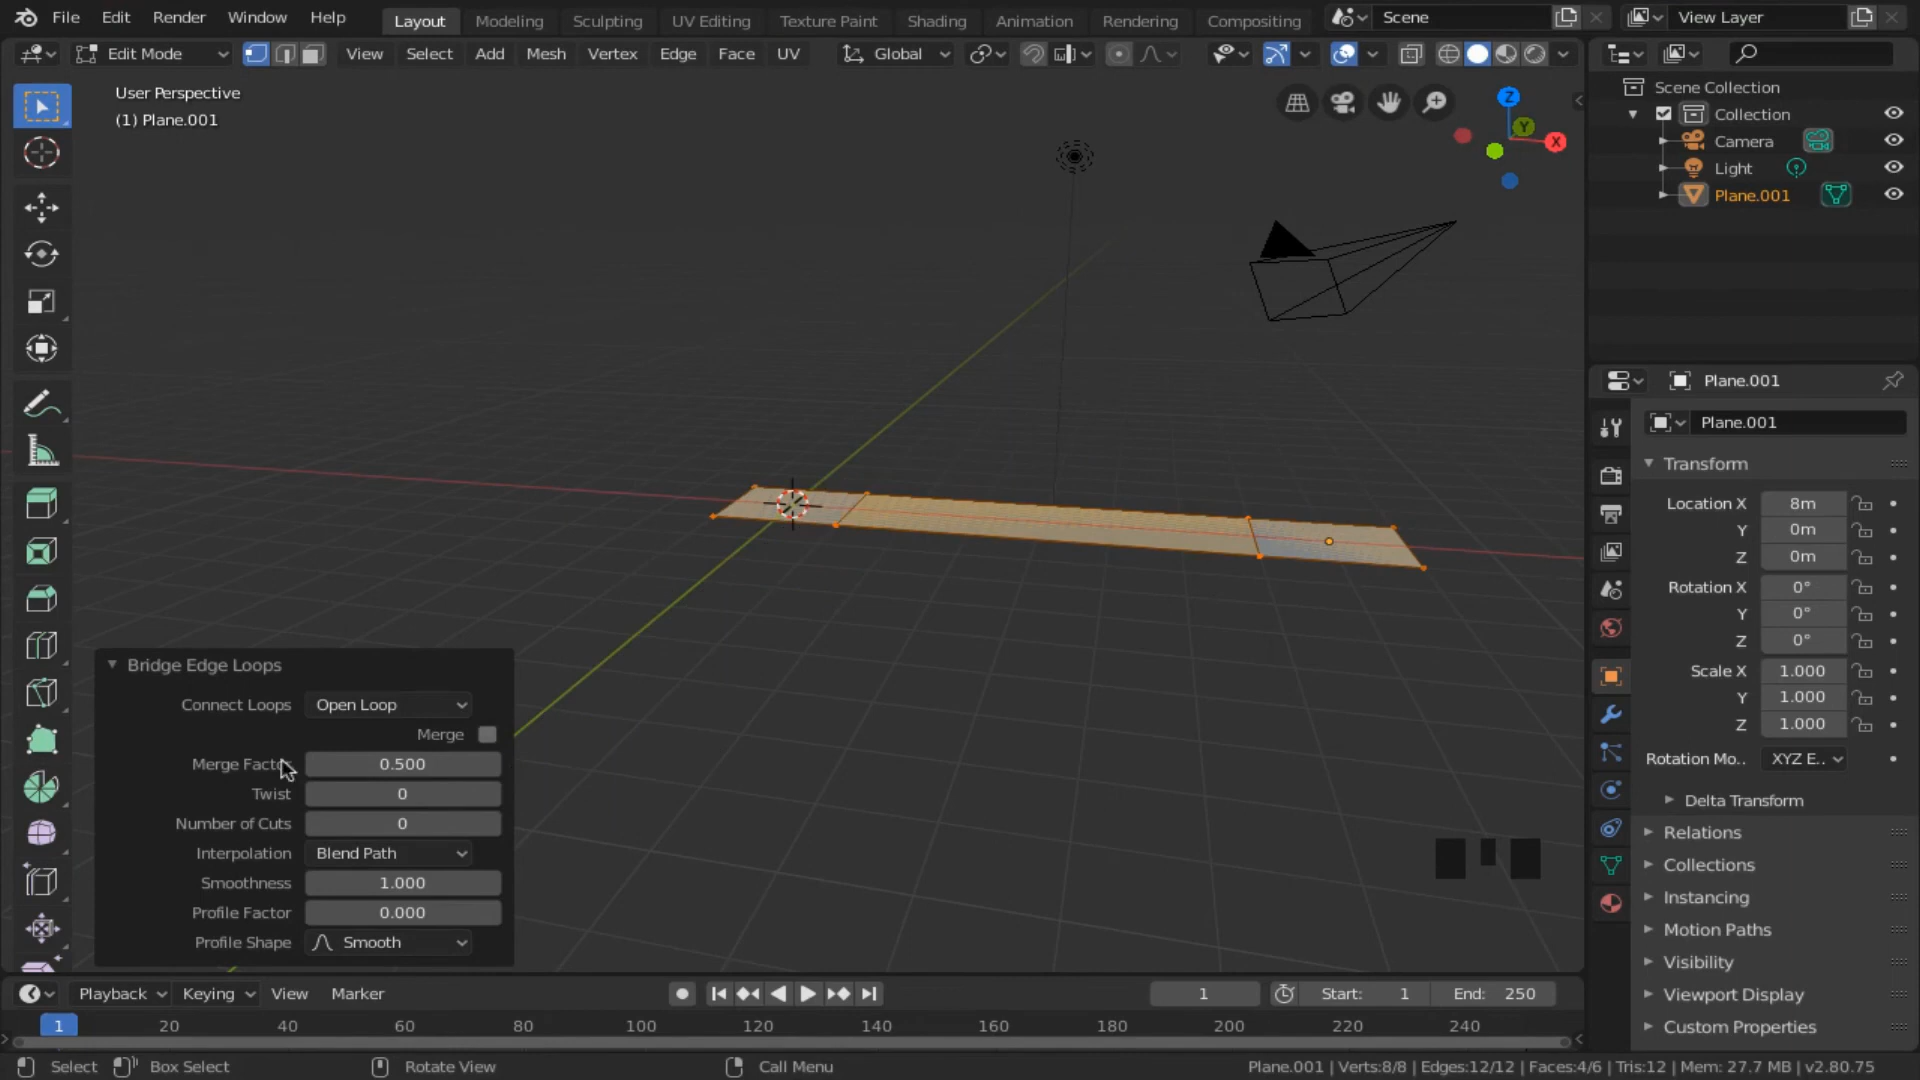 File Edit Render Window Help Layout Modeling Sculpting UV Editing Texture Paint Shading Animation Rendering Compositing Scene View Layer
Edit Mode View Select Add Mesh Vertex Edge Face UV Global
User Perspective
(1) Plane.001
Z
Y
X
Scene Collection
Collection
Camera
Light
Plane.001
Plane.001
Plane.001
Transform
Location X 8m
Y 0m
Z 0m
Rotation X 0°
Y 0°
Z 0°
Scale X 1.000
Y 1.000
Z 1.000
Rotation Mo.. XYZ E..
Delta Transform
Relations
Collections
Instancing
Motion Paths
Visibility
Viewport Display
Custom Properties
Bridge Edge Loops
Connect Loops Open Loop
Merge
Merge Facto 0.500
Twist 0
Number of Cuts 0
Interpolation Blend Path
Smoothness 1.000
Profile Factor 0.000
Profile Shape Smooth
Playback Keying View Marker 1 Start: 1 End: 250
1 20 40 60 80 100 120 140 160 180 200 220 240
Select Box Select Rotate View Call Menu Plane.001 | Verts:8/8 | Edges:12/12 | Faces:4/6 | Tris:12 | Mem: 27.7 MB | v2.80.75